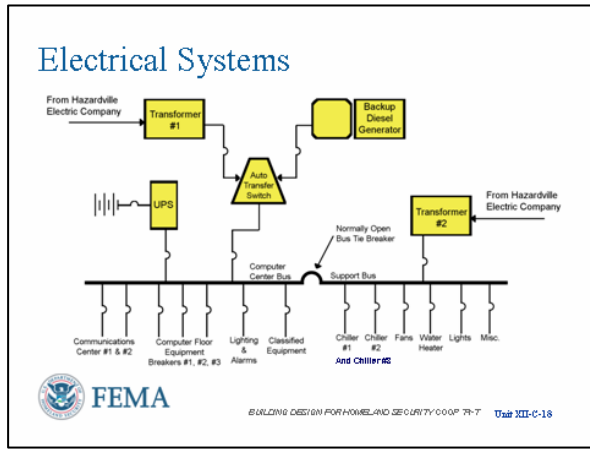 Electrical Systems
From Hazardville
Electric Company
Transformer
#1
Backup
Diesel
Generator
Auto
Transfer
Switch
UPS
From Hazardville
Electric Company
Transformer
#2
Normally Open
Bus Tie Breaker
Computer
Center Bus
Support Bus
Communications
Center #1 & #2
Computer Floor
Equipment
Breakers #1, #2, #3
Lighting
&
Alarms
Classified
Equipment
Chiller
#1
Chiller
#2
Fans
Water
Heater
Lights
Misc.
And Chiller #3
FEMA
BUILDING DESIGN FOR HOMELAND SECURITY COOP
Unit XII-C-18